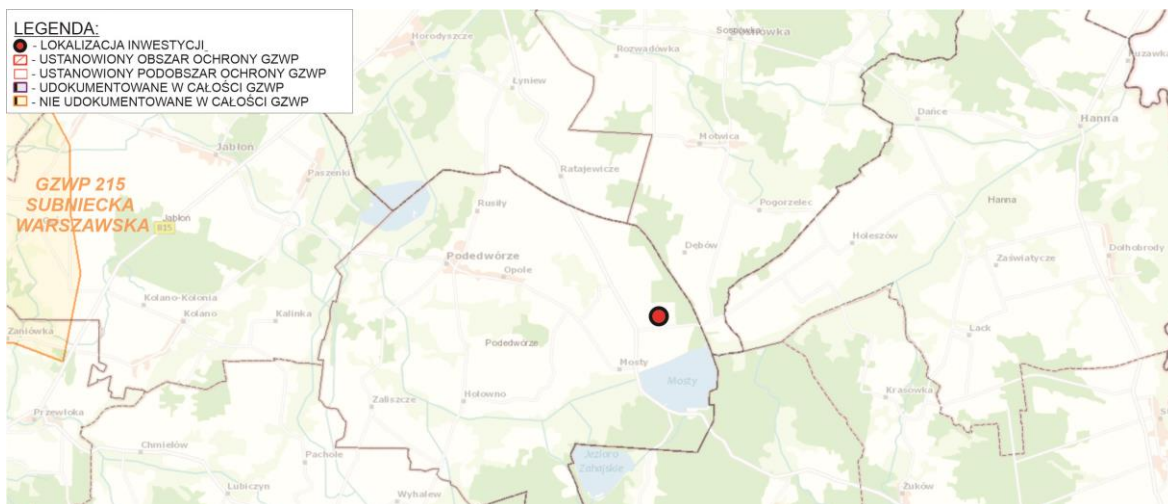 LEGENDA:
- LOKALIZACJA INWESTYCJI
- USTANOWIONY OBSZAR OCHRONY GZWP
- USTANOWIONY PODOBSZAR OCHRONY GZWP
- UDOKUMENTOWANE W CAŁOŚCI GZWP
- NIE UDOKUMENTOWANE W CAŁOŚCI GZWP
Horodyszcze
Rozwadówka
Sosnówka
Kuzawka
Łyniew
Dańce
Hanna
Motwica
Jabłoń
Paszenki
Ratajewicze
GZWP 215
SUBNIECKA
WARSZAWSKA
Jabłoń
815
Rusiły
Pogorzelec
Hanna
Dębów
Holeszów
Dołhobrody
Podedwórze
Opole
Zaświatycze
Kolano-Kolonia
Kolano
Kalinka
Zaniówka
Podedwórze
Lack
Mosty
Mosty
Krasówka
Zaliszcze
Hołowno
Przewłoka
Chmielów
Pachole
Jezioro
Zahajskie
Lubiczyn
Wyhalew
Żuków